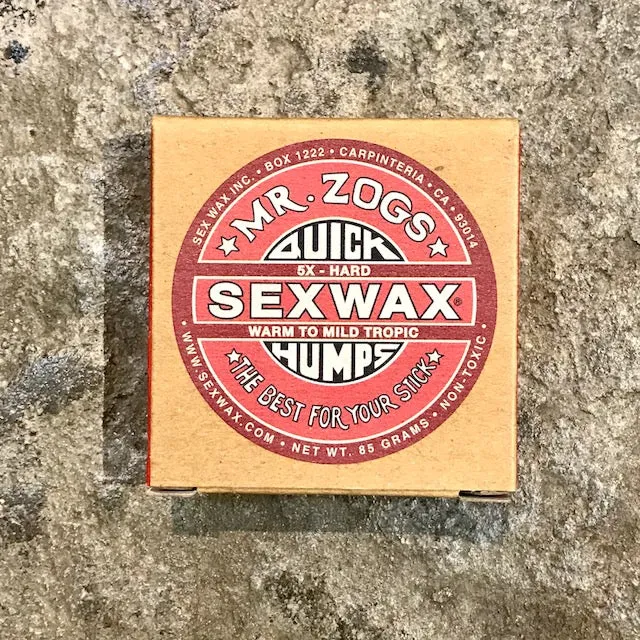 SEX WAX INC. • BOX 1222 • CARPINTERIA • CA • 93014
MR. ZOGS
QUICK
5X - HARD
SEXWAX®
WARM TO MILD TROPIC
HUMPS
THE BEST FOR YOUR STICK
• WWW.SEXWAX.COM • NET WT. 85 GRAMS • NON-TOXIC •